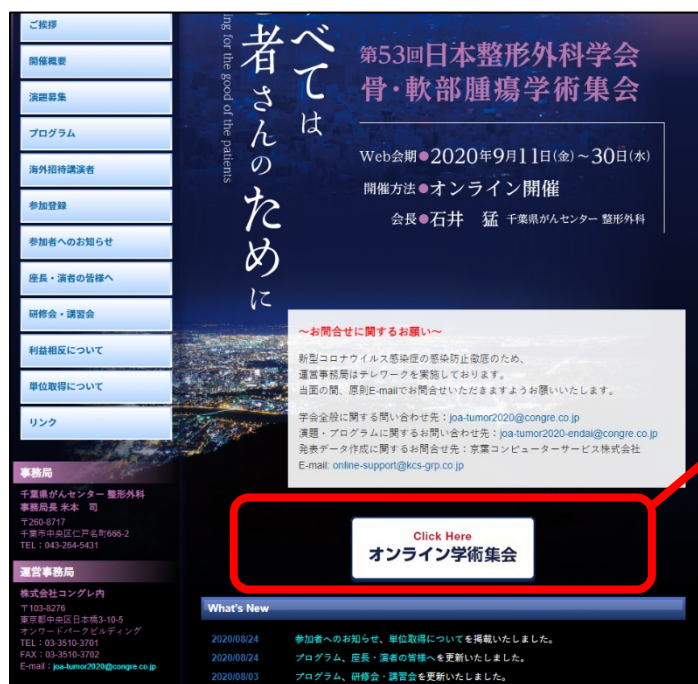 ご挨拶
開催概要
演題募集
プログラム
海外招待講演者
参加登録
参加者へのお知らせ
座長・演者の皆様へ
研修会・講習会
利益相反について
単位取得について
リンク
事務局
千葉県がんセンター 整形外科
事務局長 米本 司
〒260-8717
千葉市中央区仁戸名町666-2
TEL：043-264-5431
運営事務局
株式会社コングレ内
〒103-8276
東京都中央区日本橋3-10-5
オンワードパークビルディング
TEL：03-3510-3701
FAX：03-3510-3702
E-mail：joa-tumor2020@congre.co.jp
べては
者さんのために
ing for the good of the patients
第53回日本整形外科学会
骨・軟部腫瘍学術集会
Web会期●2020年9月11日(金)～30日(水)
開催方法●オンライン開催
会長●石井 猛 千葉県がんセンター 整形外科
～お問合せに関するお願い～
新型コロナウイルス感染症の感染防止徹底のため、
運営事務局はテレワークを実施しております。
当面の間、原則E-mailでお問合せいただきますようお願いいたします。
学会全般に関する問い合わせ先：joa-tumor2020@congre.co.jp
演題・プログラムに関するお問い合わせ先：joa-tumor2020-endai@congre.co.jp
発表データ作成に関するお問合せ先：京葉コンピューターサービス株式会社
E-mail: online-support@kcs-grp.co.jp
Click Here
オンライン学術集会
What's New
2020/08/24 参加者へのお知らせ、単位取得についてを掲載いたしました。
2020/08/24 プログラム、座長・演者の皆様へを更新いたしました。
2020/08/03 プログラム、研修会・講習会を更新いたしました。